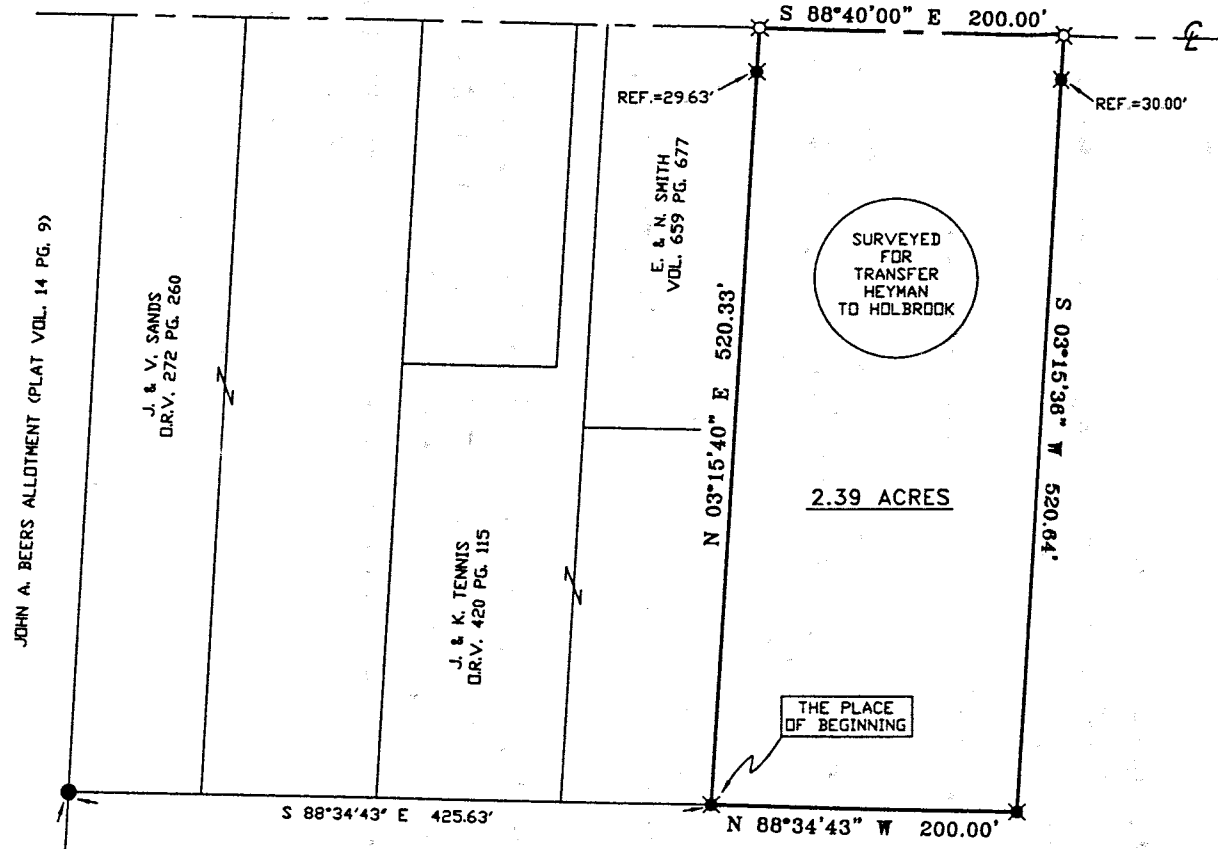 S 88°40'00" E 200.00'
℄
REF.=29.63'
REF.=30.00'
JOHN A. BEERS ALLOTMENT (PLAT VOL. 14 PG. 9)
J. & V. SANDS
O.R.V. 272 PG. 260
E. & N. SMITH
VOL. 659 PG. 677
SURVEYED
FOR
TRANSFER
HEYMAN
TO HOLBROOK
N 03°15'40" E 520.33'
S 03°15'36" W 520.64'
2.39 ACRES
J. & K. TENNIS
O.R.V. 420 PG. 115
THE PLACE
OF BEGINNING
S 88°34'43" E 425.63'
N 88°34'43" W 200.00'